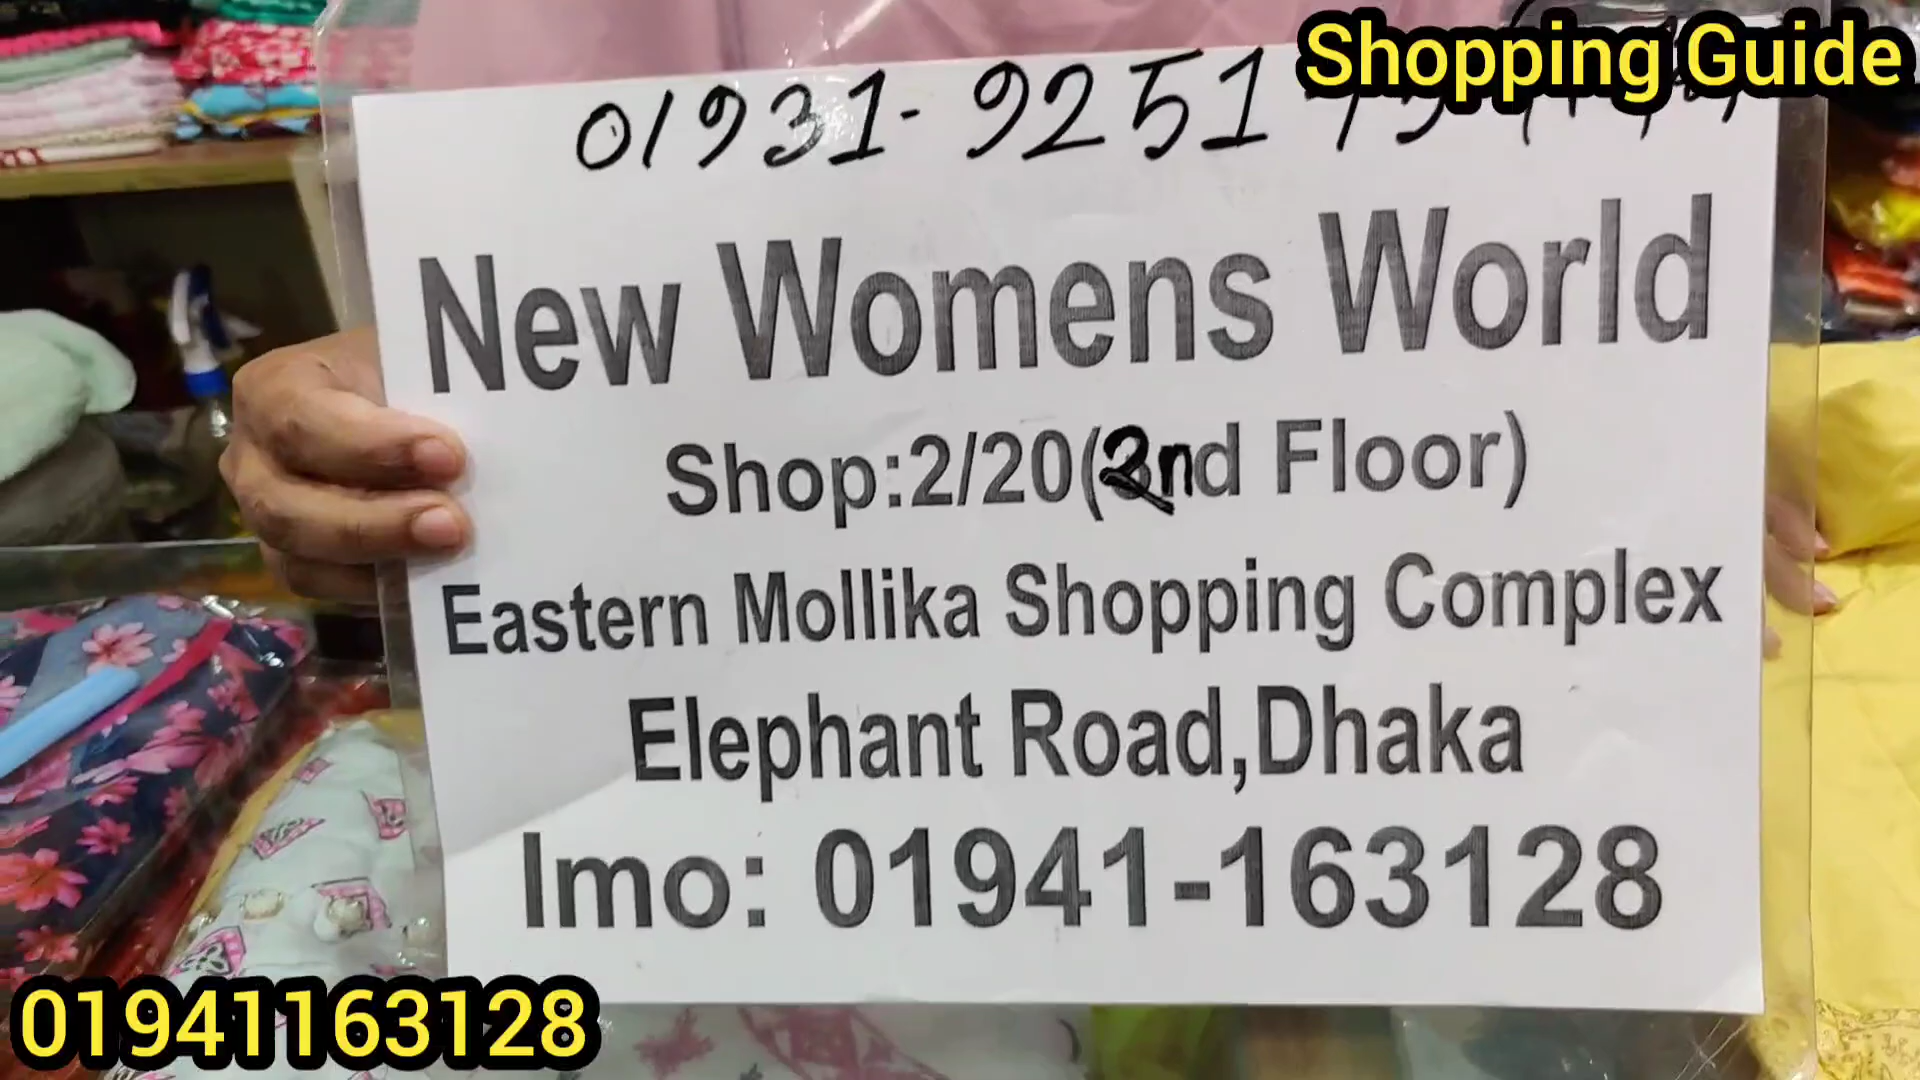 Shopping Guide
01931-9251
New Womens World
Shop:2/20(2nd Floor)
Eastern Mollika Shopping Complex
Elephant Road,Dhaka
Imo: 01941-163128
01941163128